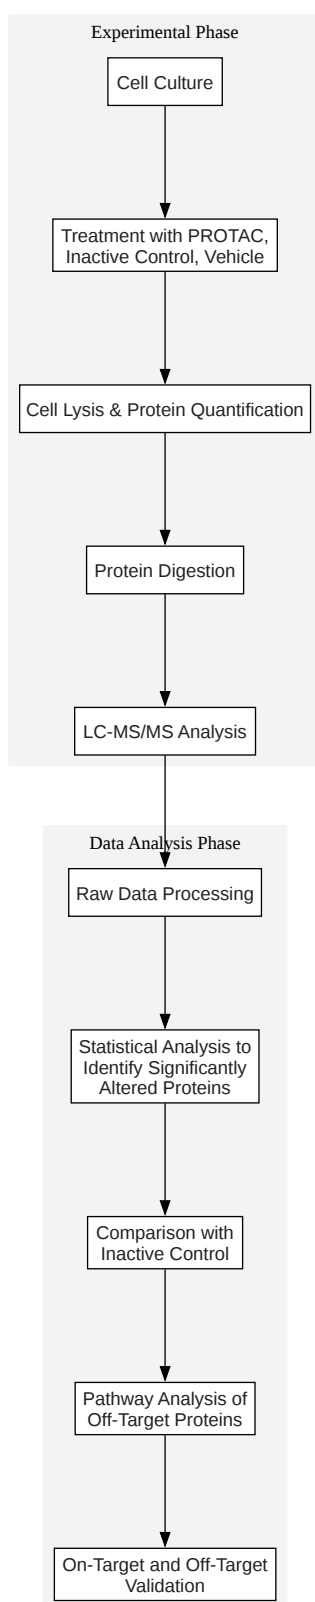 Experimental Phase
Cell Culture
Treatment with PROTAC,
Inactive Control, Vehicle
Cell Lysis & Protein Quantification
Protein Digestion
LC-MS/MS Analysis
Data Analysis Phase
Raw Data Processing
Statistical Analysis to
Identify Significantly
Altered Proteins
Comparison with
Inactive Control
Pathway Analysis of
Off-Target Proteins
On-Target and Off-Target
Validation